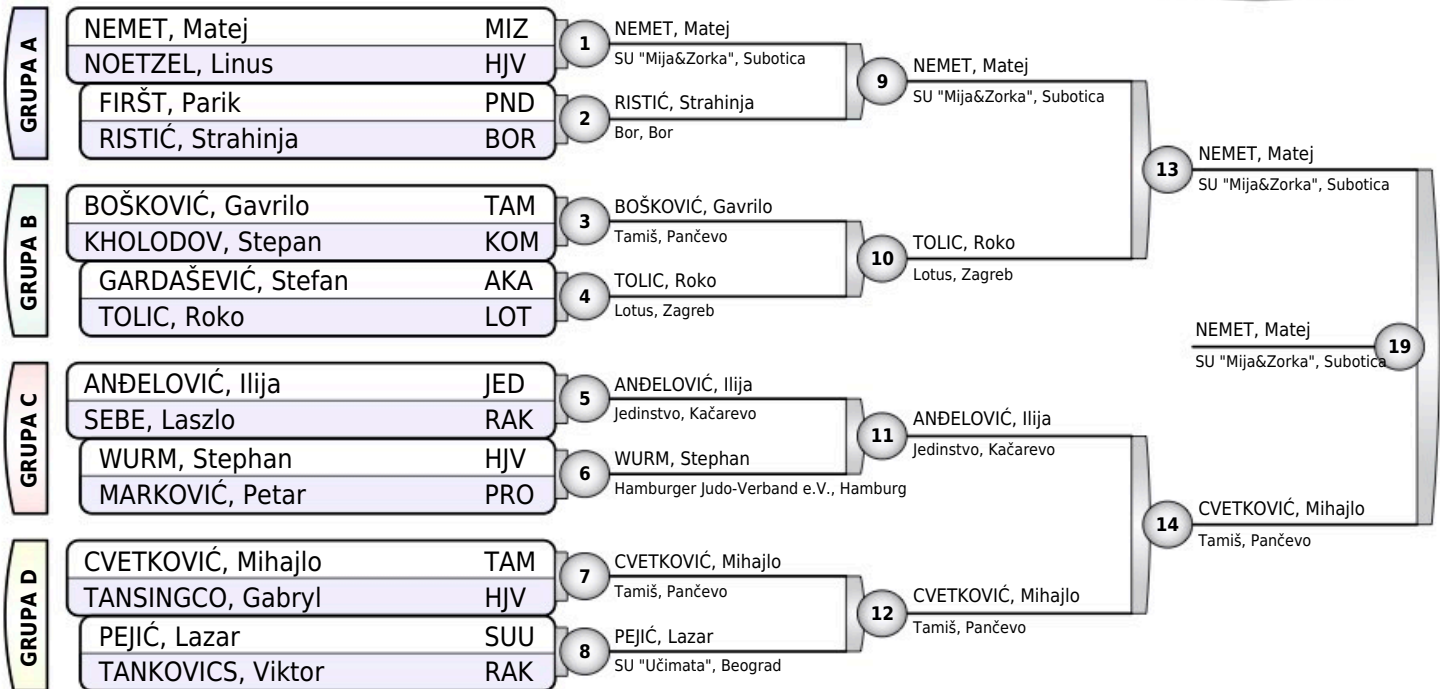 GRUPA A
NEMET, Matej MIZ
NOETZEL, Linus HJV
FIRŠT, Parik PND
RISTIĆ, Strahinja BOR
GRUPA B
BOŠKOVIĆ, Gavrilo TAM
KHOLODOV, Stepan KOM
GARDAŠEVIĆ, Stefan AKA
TOLIC, Roko LOT
GRUPA C
ANĐELOVIĆ, Ilija JED
SEBE, Laszlo RAK
WURM, Stephan HJV
MARKOVIĆ, Petar PRO
GRUPA D
CVETKOVIĆ, Mihajlo TAM
TANSINGCO, Gabryl HJV
PEJIĆ, Lazar SUU
TANKOVICS, Viktor RAK
1
NEMET, Matej
SU "Mija&Zorka", Subotica
2
RISTIĆ, Strahinja
Bor, Bor
3
BOŠKOVIĆ, Gavrilo
Tamiš, Pančevo
4
TOLIC, Roko
Lotus, Zagreb
5
ANĐELOVIĆ, Ilija
Jedinstvo, Kačarevo
6
WURM, Stephan
Hamburger Judo-Verband e.V., Hamburg
7
CVETKOVIĆ, Mihajlo
Tamiš, Pančevo
8
PEJIĆ, Lazar
SU "Učimata", Beograd
9
NEMET, Matej
SU "Mija&Zorka", Subotica
10
TOLIC, Roko
Lotus, Zagreb
11
ANĐELOVIĆ, Ilija
Jedinstvo, Kačarevo
12
CVETKOVIĆ, Mihajlo
Tamiš, Pančevo
13
NEMET, Matej
SU "Mija&Zorka", Subotica
14
CVETKOVIĆ, Mihajlo
Tamiš, Pančevo
NEMET, Matej
SU "Mija&Zorka", Subotica
19